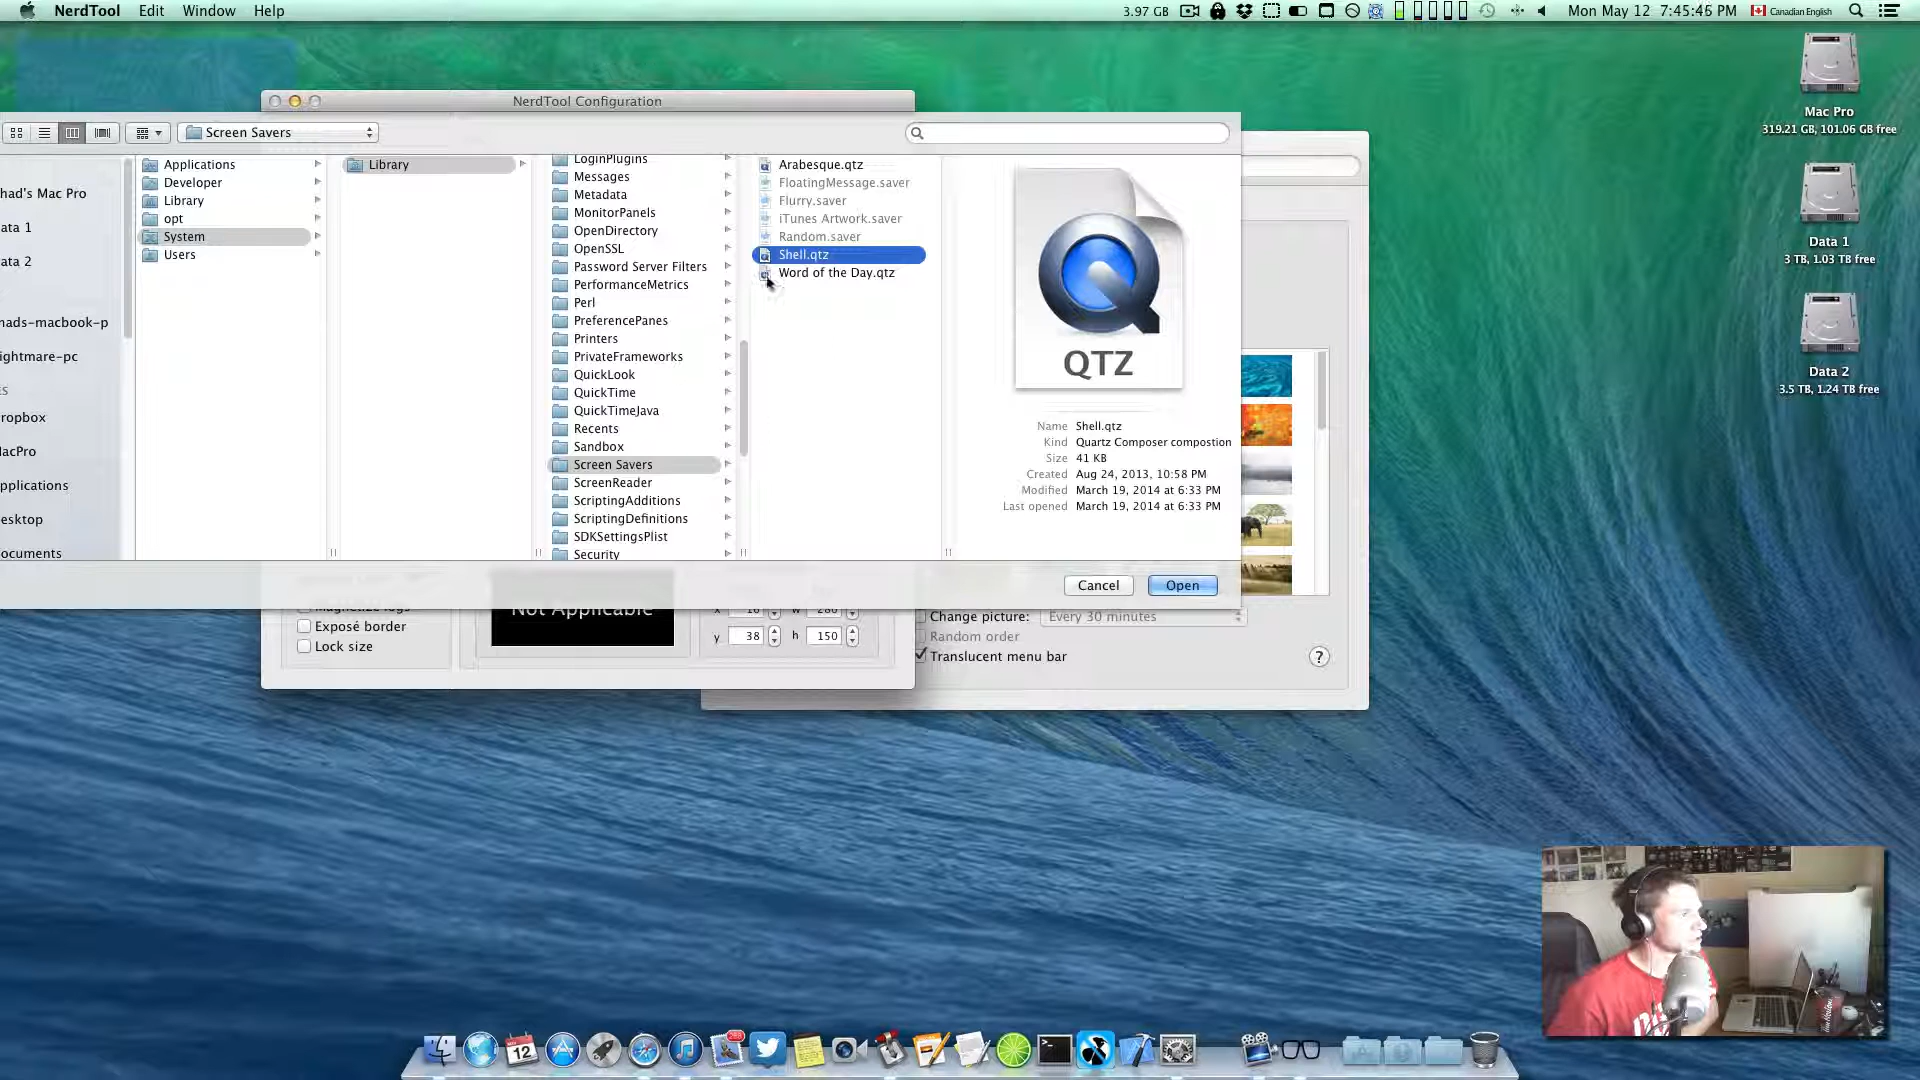 NerdTool Edit Window Help
3.97 GB Mon May 12 7:45:45 PM Canadian English
Mac Pro
319.21 GB, 101.06 GB free
Data 1
3 TB, 1.03 TB free
Data 2
3.5 TB, 1.24 TB free
NerdTool Configuration
Screen Savers
had's Mac Pro
ata 1
ata 2
nads-macbook-p
ightmare-pc
ropbox
lacPro
pplications
esktop
ocuments
Applications
Developer
Library
opt
System
Users
Library
LoginPlugins
Messages
Metadata
MonitorPanels
OpenDirectory
OpenSSL
Password Server Filters
PerformanceMetrics
Perl
PreferencePanes
Printers
PrivateFrameworks
QuickLook
QuickTime
QuickTimeJava
Recents
Sandbox
Screen Savers
ScreenReader
ScriptingAdditions
ScriptingDefinitions
SDKSettingsPlist
Security
Arabesque.qtz
FloatingMessage.saver
Flurry.saver
iTunes Artwork.saver
Random.saver
Shell.qtz
Word of the Day.qtz
QTZ
Name Shell.qtz
Kind Quartz Composer compostion
Size 41 KB
Created Aug 24, 2013, 10:58 PM
Modified March 19, 2014 at 6:33 PM
Last opened March 19, 2014 at 6:33 PM
Cancel Open
Not Applicable
Exposé border
Lock size
x 16 w 280
y 38 h 150
Change picture: Every 30 minutes
Random order
Translucent menu bar
?
12